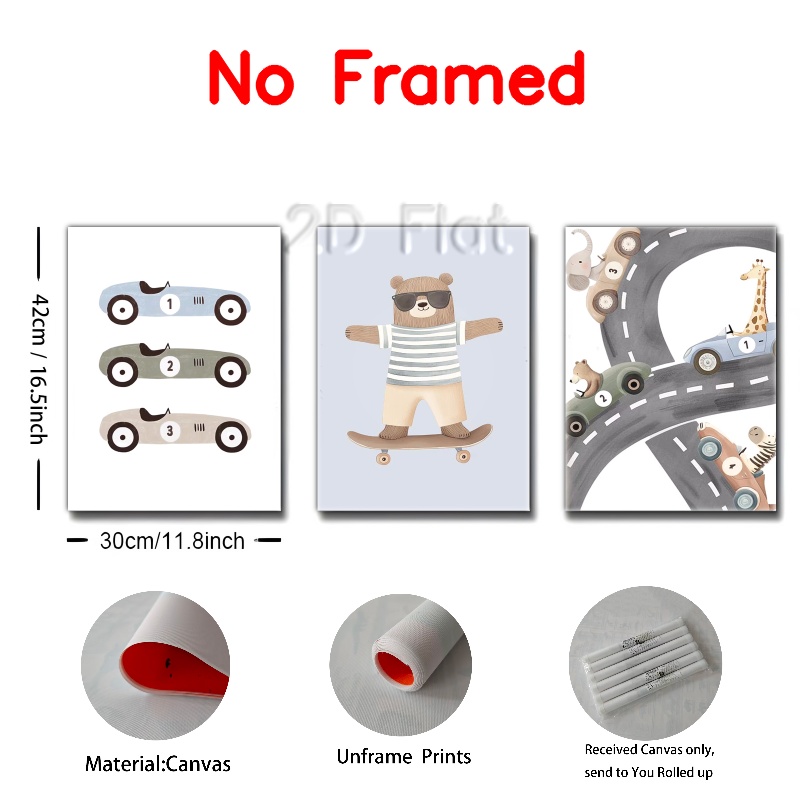 No Framed
2D Flat
42cm / 16.5inch
1
2
3
3
1
2
4
30cm/11.8inch
Material:Canvas
Unframe Prints
Received Canvas only,
send to You Rolled up